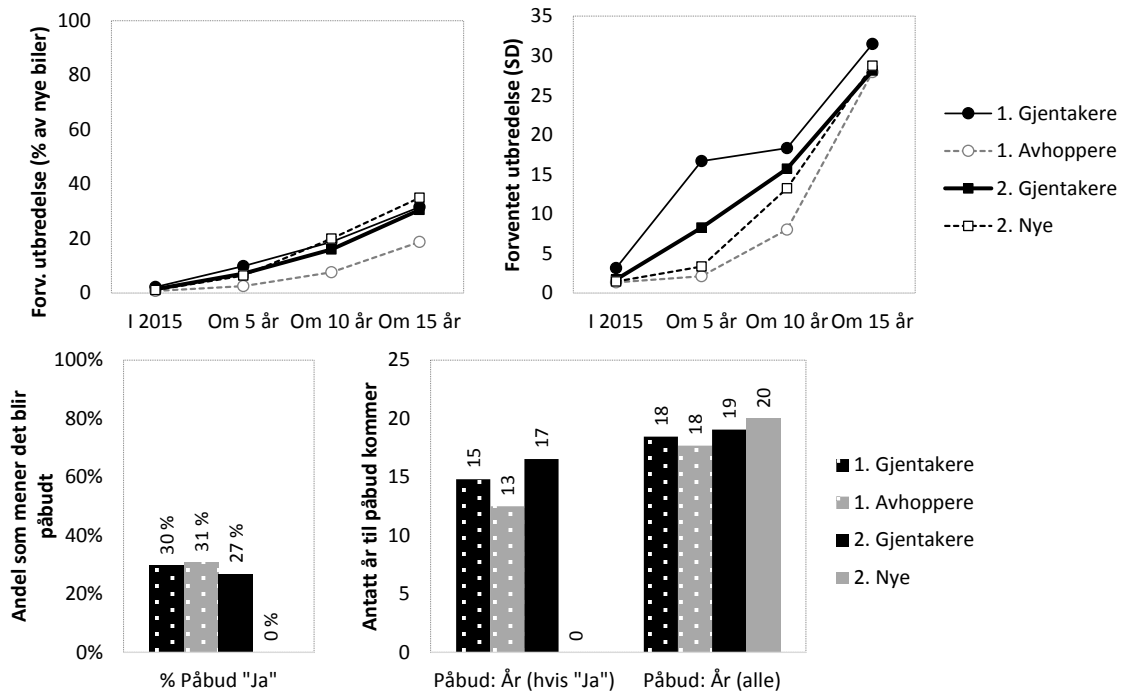 Forv. utbredelse (% av nye biler)
100
80
60
40
20
0
I 2015 Om 5 år Om 10 år Om 15 år
Forventet utbredelse (SD)
35
30
25
20
15
10
5
0
I 2015 Om 5 år Om 10 år Om 15 år
1. Gjentakere
1. Avhoppere
2. Gjentakere
2. Nye
Andel som mener det blir
påbudt
100%
80%
60%
40%
20%
0%
30 %
31 %
27 %
0 %
% Påbud "Ja"
Antatt år til påbud kommer
25
20
15
10
5
0
15
13
17
0
18
18
19
20
Påbud: År (hvis "Ja") Påbud: År (alle)
1. Gjentakere
1. Avhoppere
2. Gjentakere
2. Nye